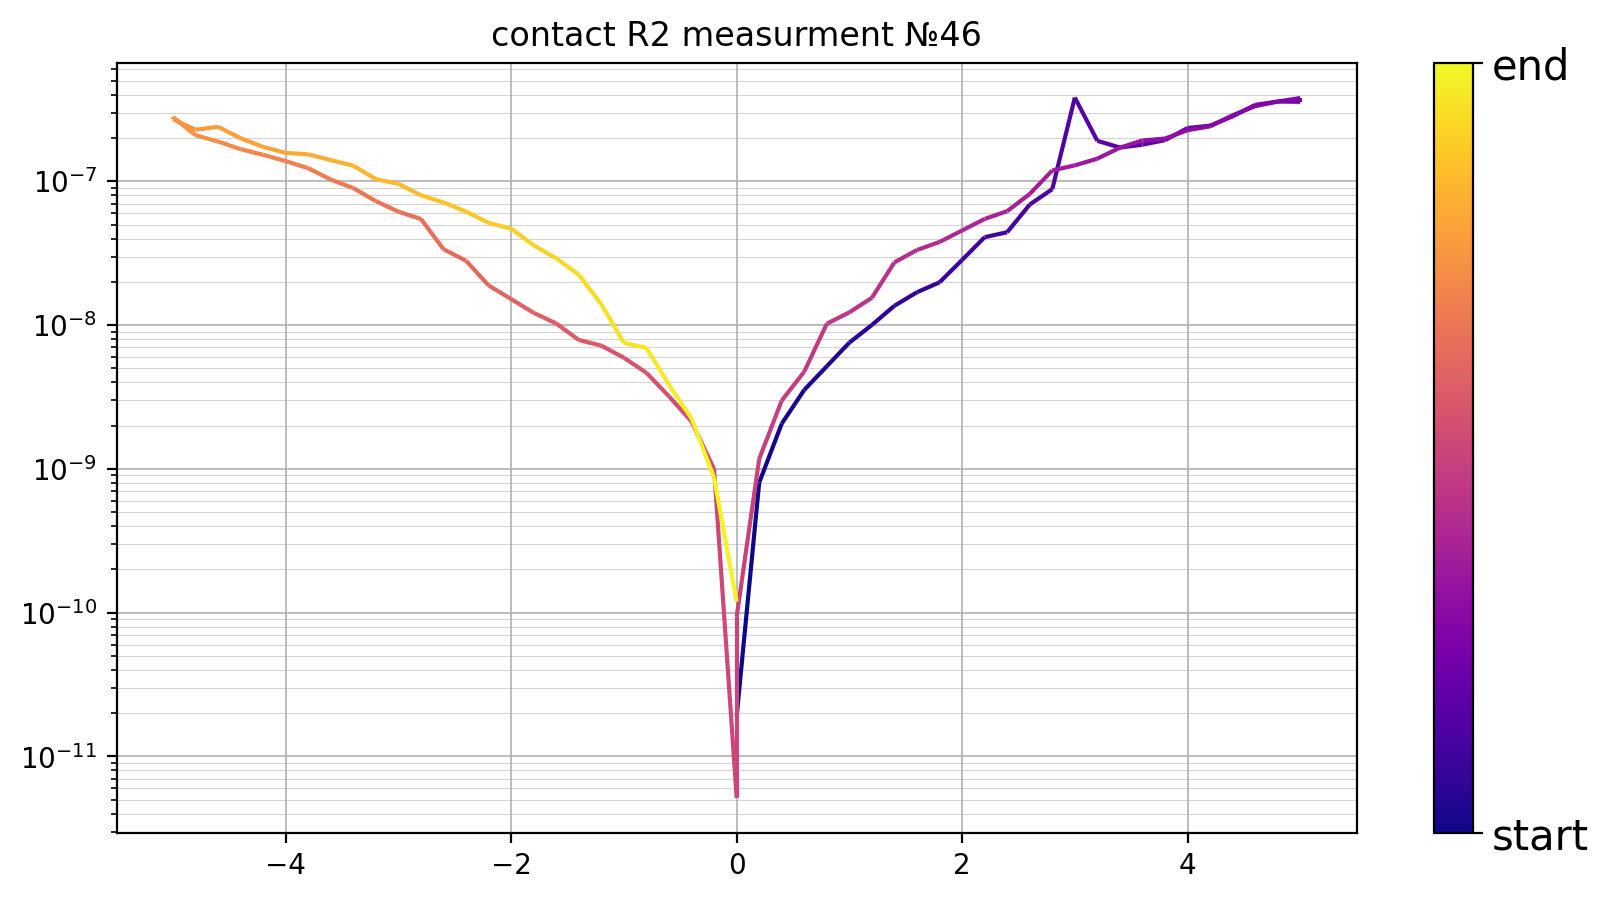 contact R2 measurment №46
10⁻⁷
10⁻⁸
10⁻⁹
10⁻¹⁰
10⁻¹¹
−4 −2 0 2 4
end
start